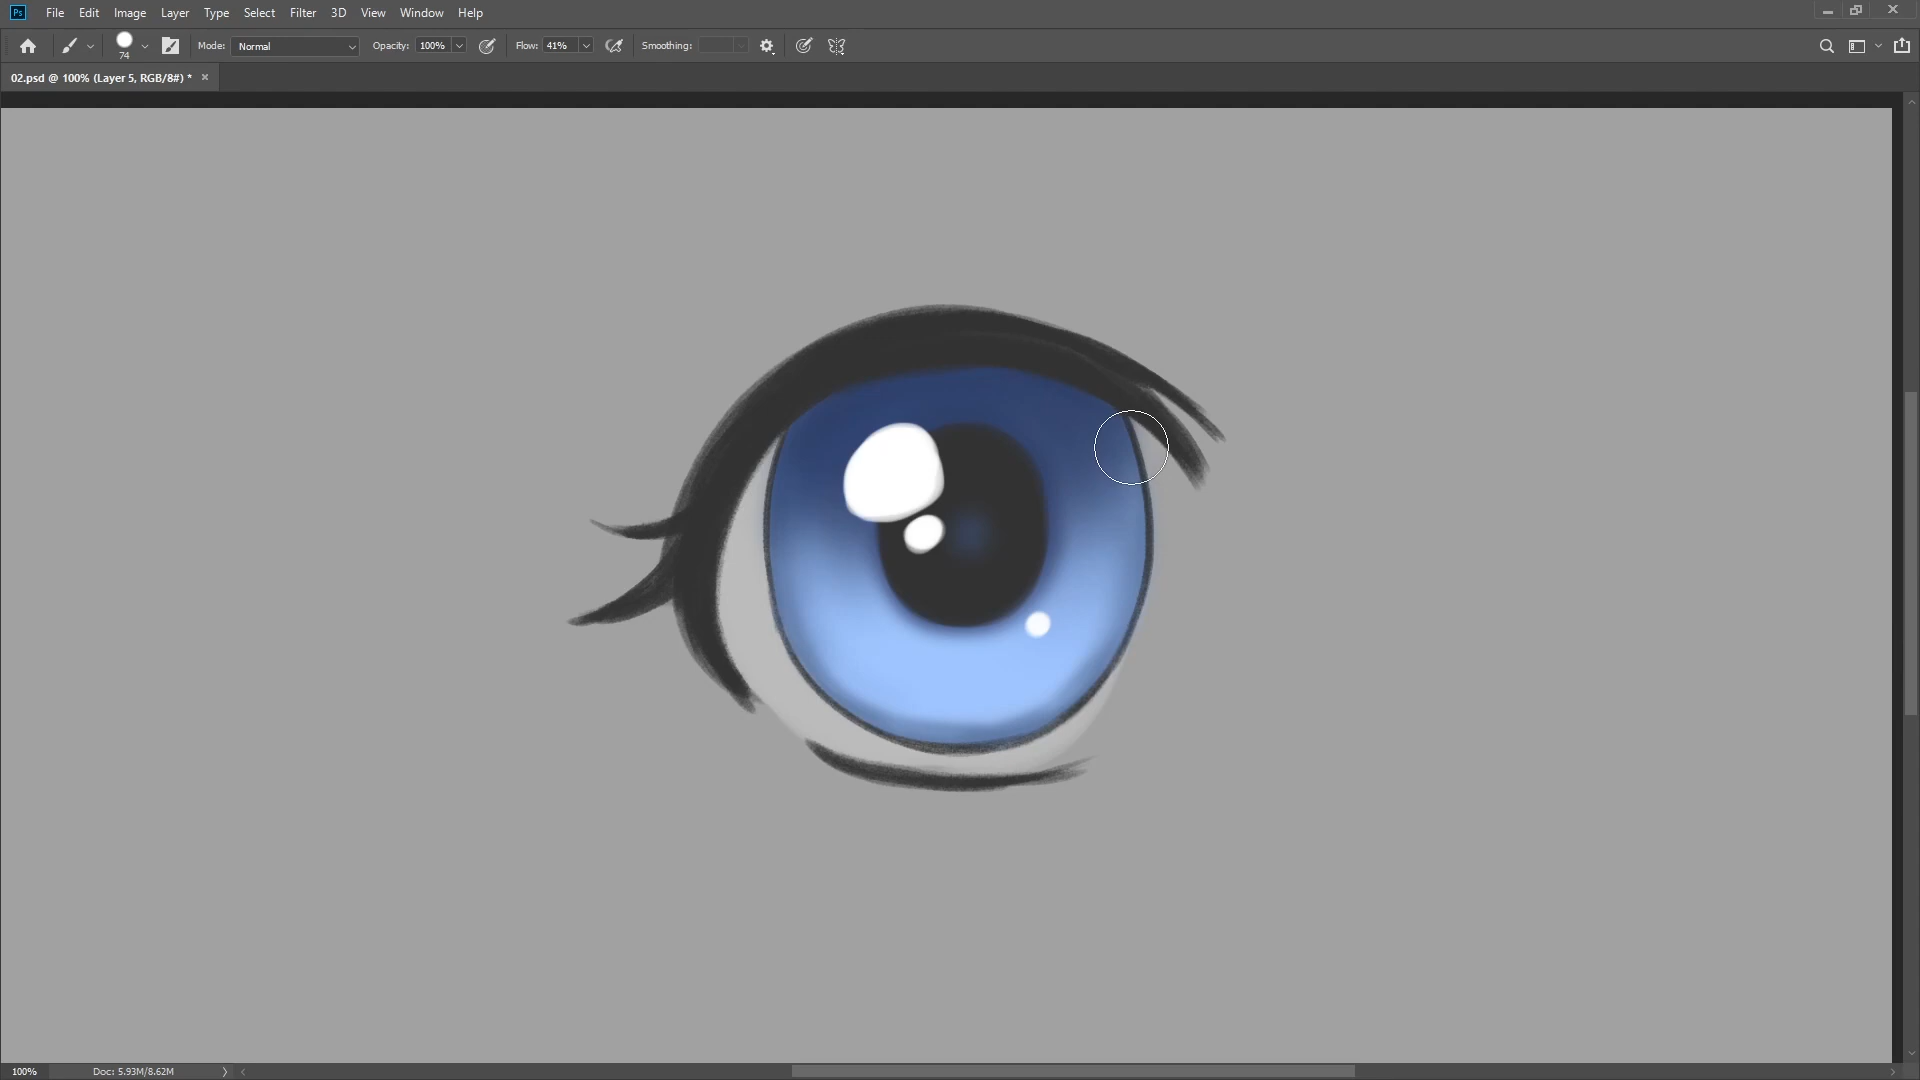 Ps File Edit Image Layer Type Select Filter 3D View Window Help
74 Mode: Normal Opacity: 100% Flow: 41% Smoothing:
02.psd @ 100% (Layer 5, RGB/8#) *
100% Doc: 5.93M/8.62M